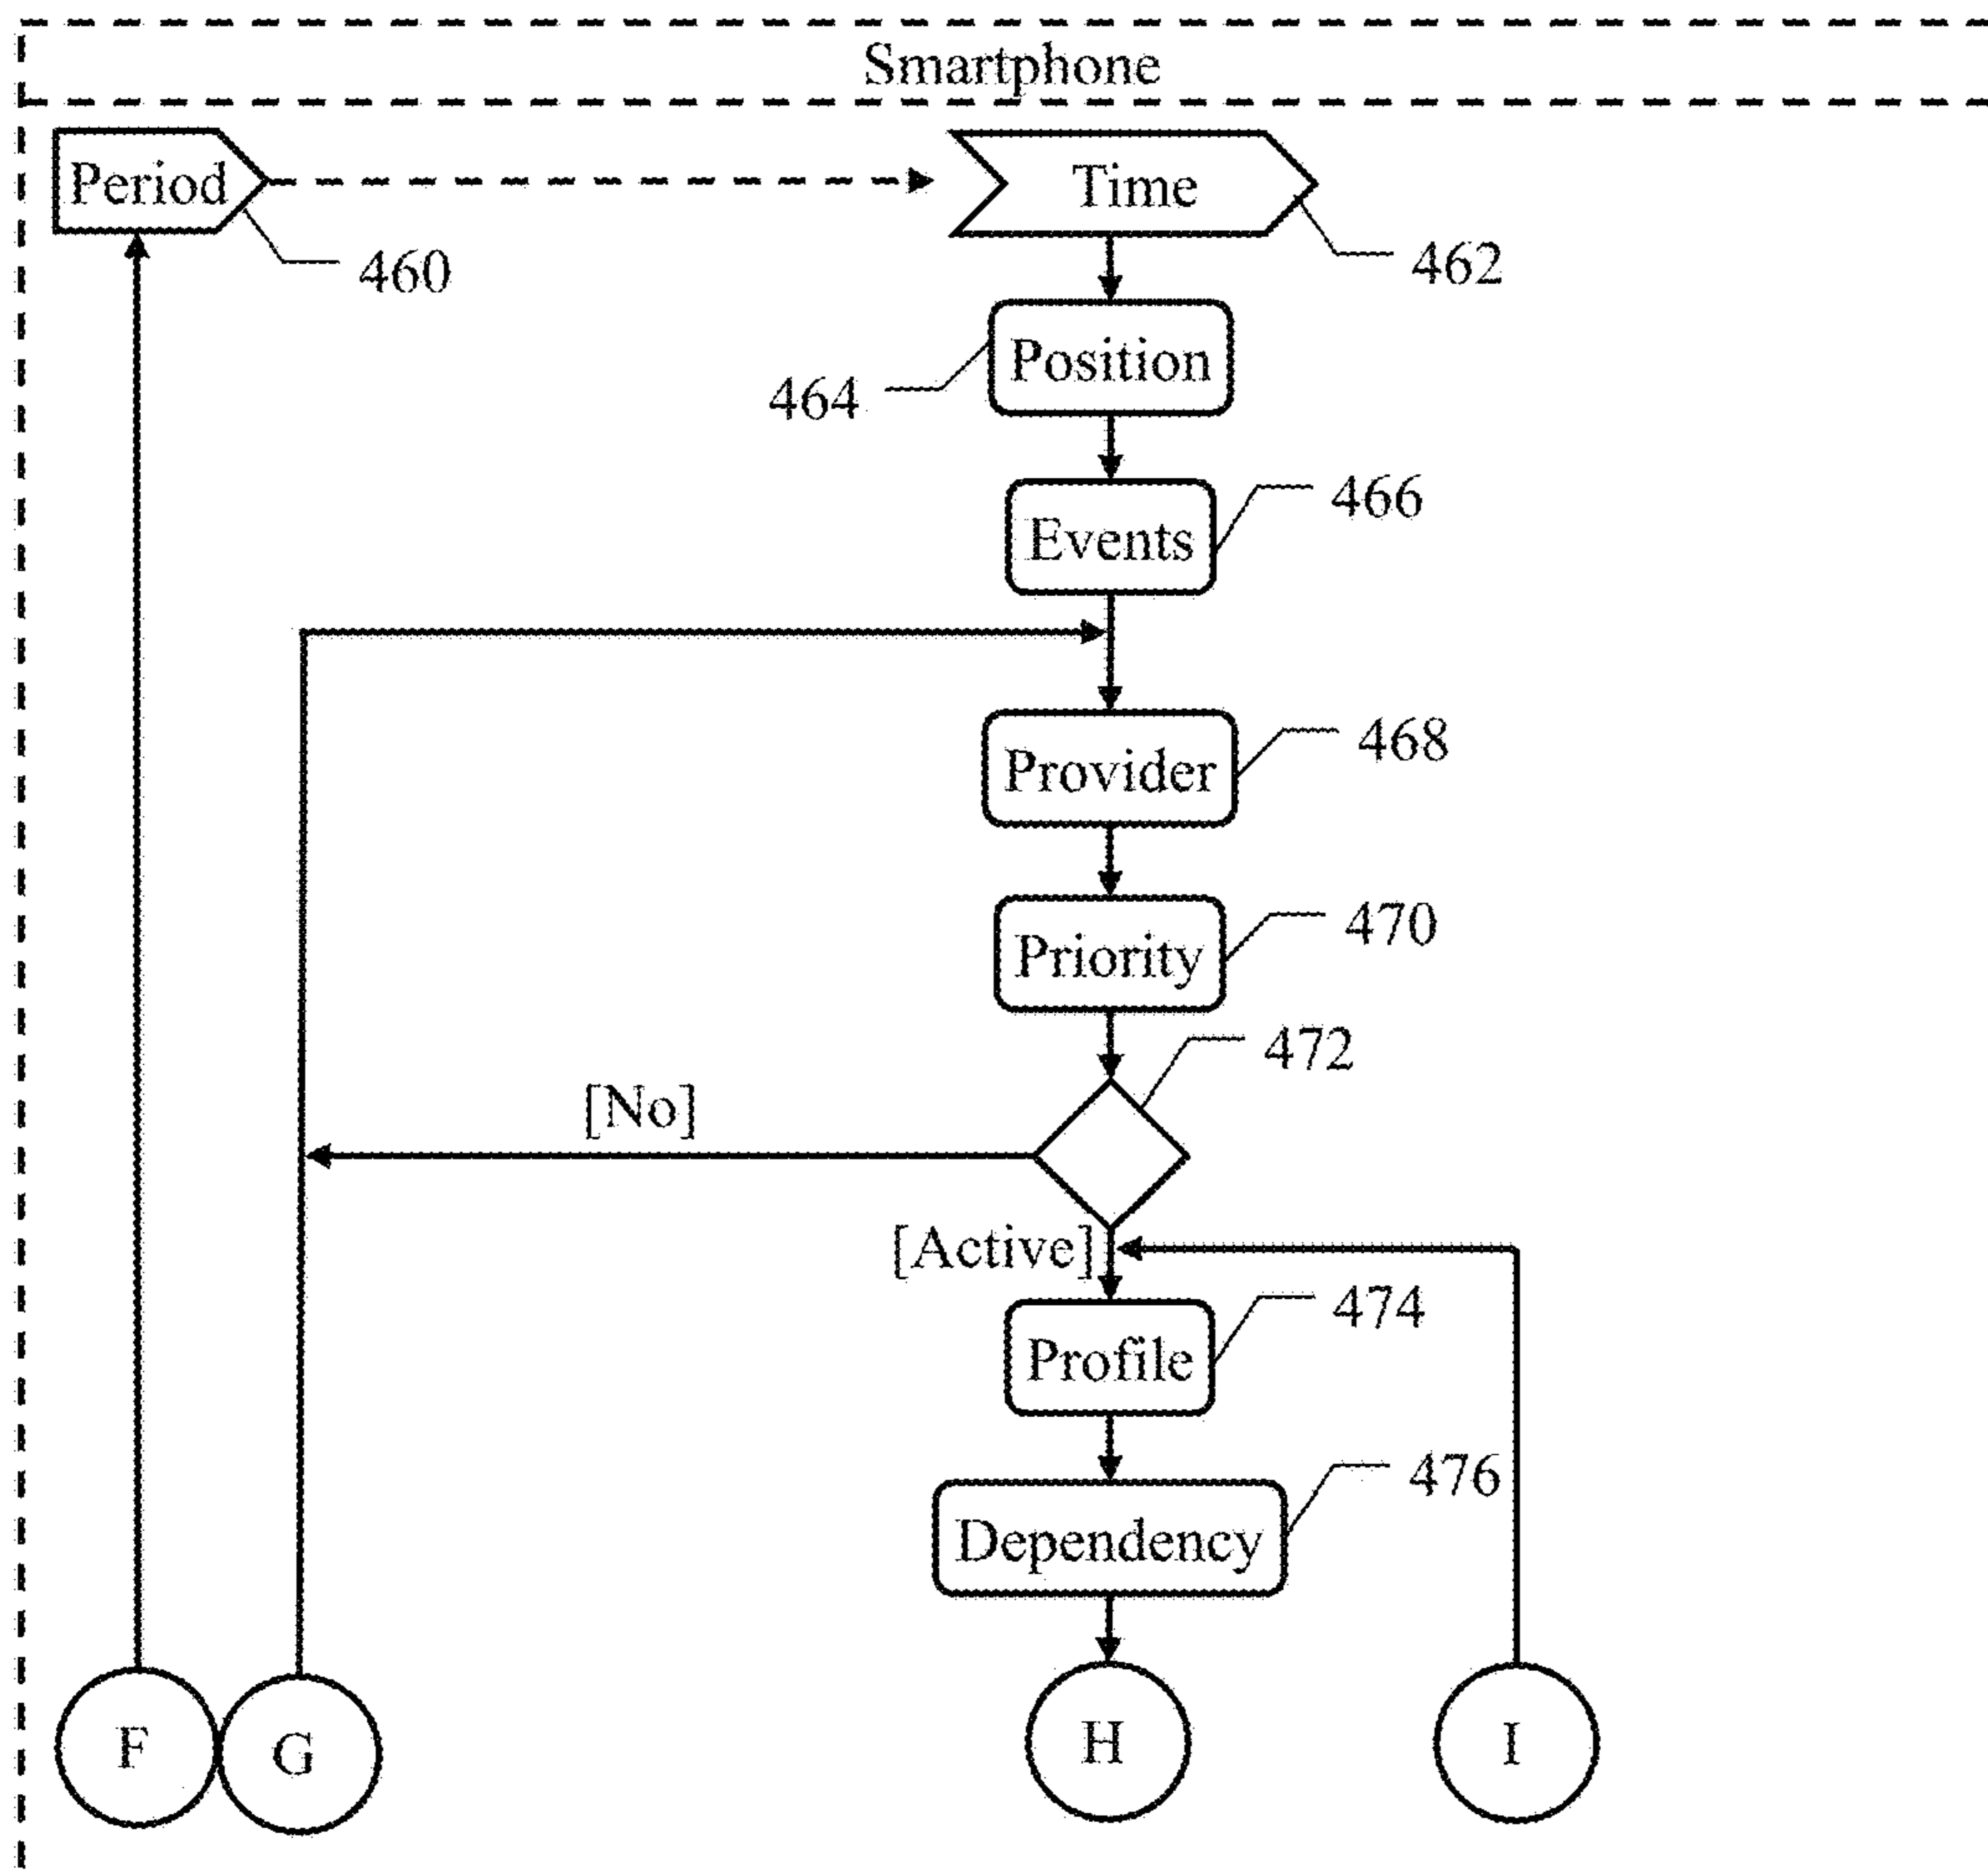 Smartphone
Period
Time
460
462
Position
464
466
Events
468
Provider
470
Priority
472
[No]
[Active]
474
Profile
476
Dependency
F
G
H
I